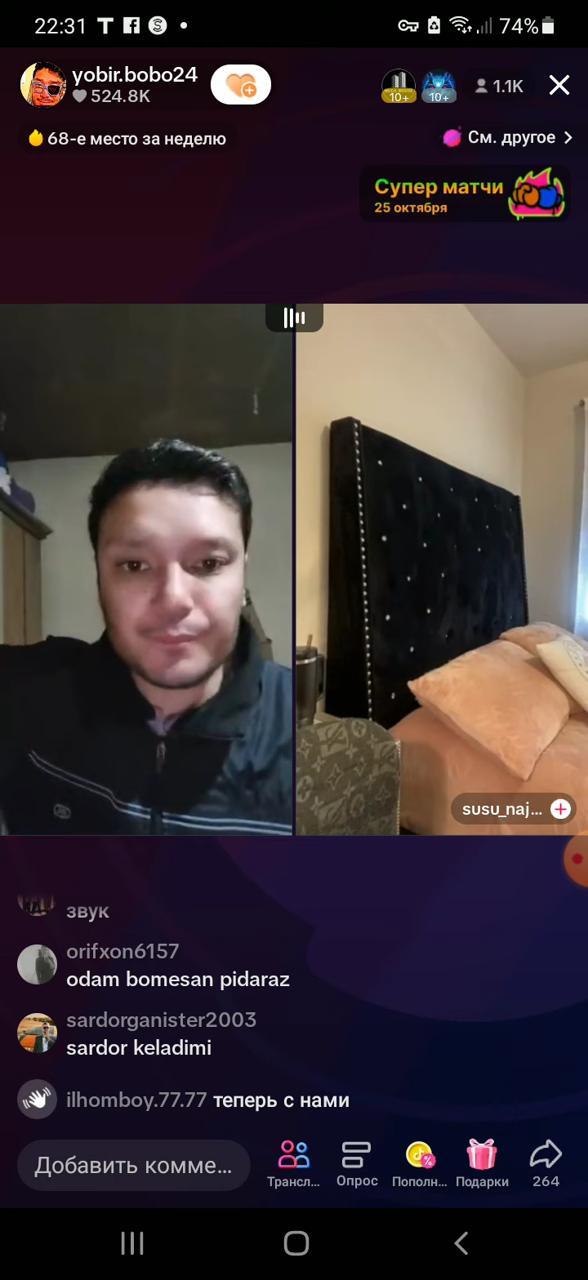 22:31
74%
yobir.bobo24
524.8K
10+
10+
1.1K
68-е место за неделю
См. другое
Супер матчи
25 октября
susu_naj...
звук
orifxon6157
odam bomesan pidaraz
sardorganister2003
sardor keladimi
ilhomboy.77.77 теперь с нами
Добавить комме...
Трансл...
Опрос
Пополн...
Подарки
264